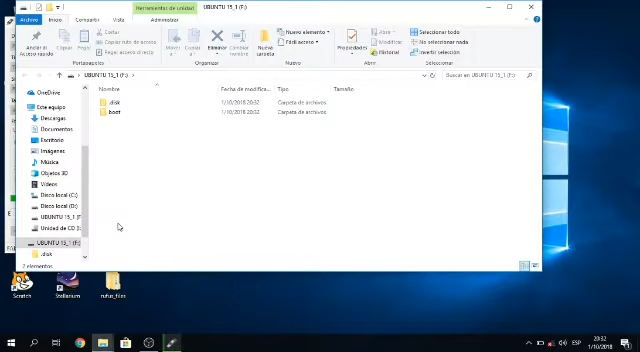 Herramientas de unidad
UBUNTU 15_1 (F:)
Archivo
Inicio
Compartir
Vista
Administrar
Anclar al
Acceso rápido
Copiar
Pegar
Cortar
Copiar ruta de acceso
Pegar acceso directo
Mover
a
Copiar
a
Eliminar
Cambiar
nombre
Nueva
carpeta
Nuevo elemento
Fácil acceso
Propiedades
Abrir
Modificar
Historial
Seleccionar todo
No seleccionar nada
Invertir selección
Portapapeles
Organizar
Nuevo
Abrir
Seleccionar
UBUNTU 15_1 (F:)
Buscar en UBUNTU 15_1 (F:)
Nombre
Fecha de modifica...
Tipo
Tamaño
.disk
1/10/2018 20:32
Carpeta de archivos
boot
1/10/2018 20:32
Carpeta de archivos
OneDrive
Este equipo
Descargas
Documentos
Escritorio
Imágenes
Música
Objetos 3D
Vídeos
Disco local (C:)
Disco local (D:)
UBUNTU 15_1 (F
Unidad de CD (I:
UBUNTU 15_1 (F:)
.disk
2 elementos
Scratch
Stellarium
rufus_files
ESP
20:32
1/10/2018